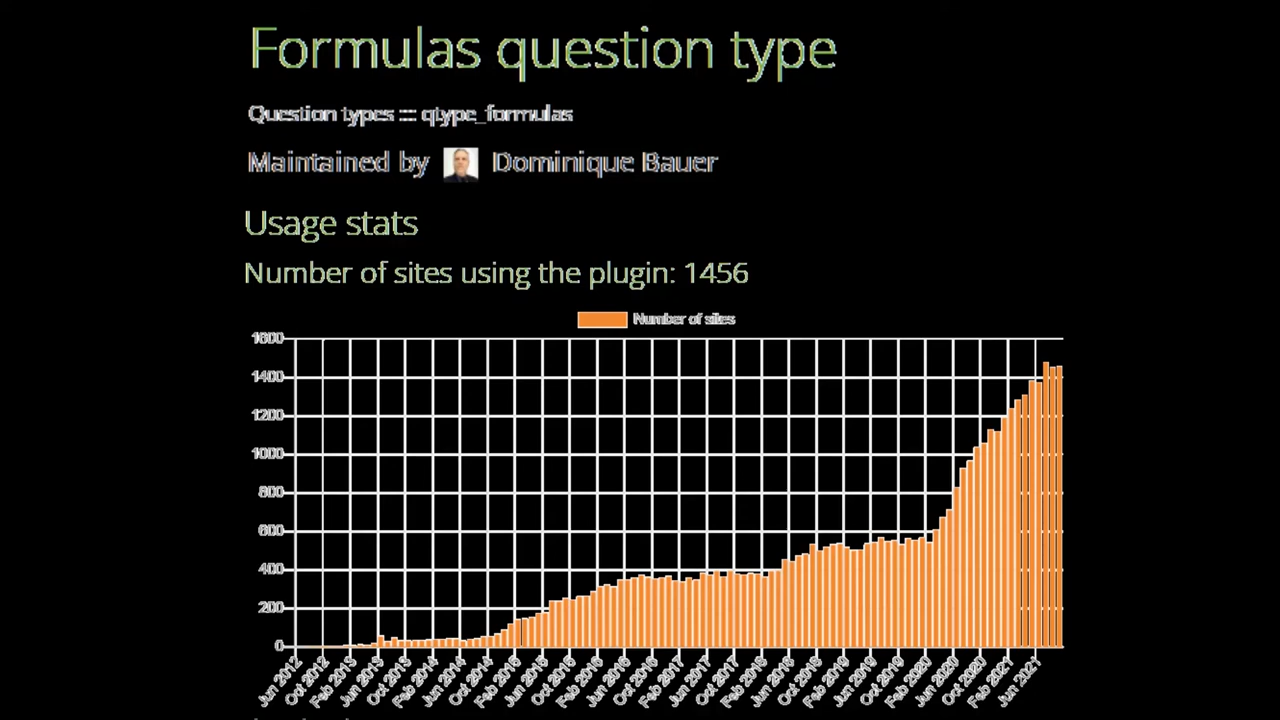 Formulas question type
Question types ::: qtype_formulas
Maintained by Dominique Bauer
Usage stats
Number of sites using the plugin: 1456
Number of sites
1600
1400
1200
1000
800
600
400
200
0
Jun 2012 Oct 2012 Feb 2013 Jun 2013 Oct 2013 Feb 2014 Jun 2014 Oct 2014 Feb 2015 Jun 2015 Oct 2015 Feb 2016 Jun 2016 Oct 2016 Feb 2017 Jun 2017 Oct 2017 Feb 2018 Jun 2018 Oct 2018 Feb 2019 Jun 2019 Oct 2019 Feb 2020 Jun 2020 Oct 2020 Feb 2021 Jun 2021